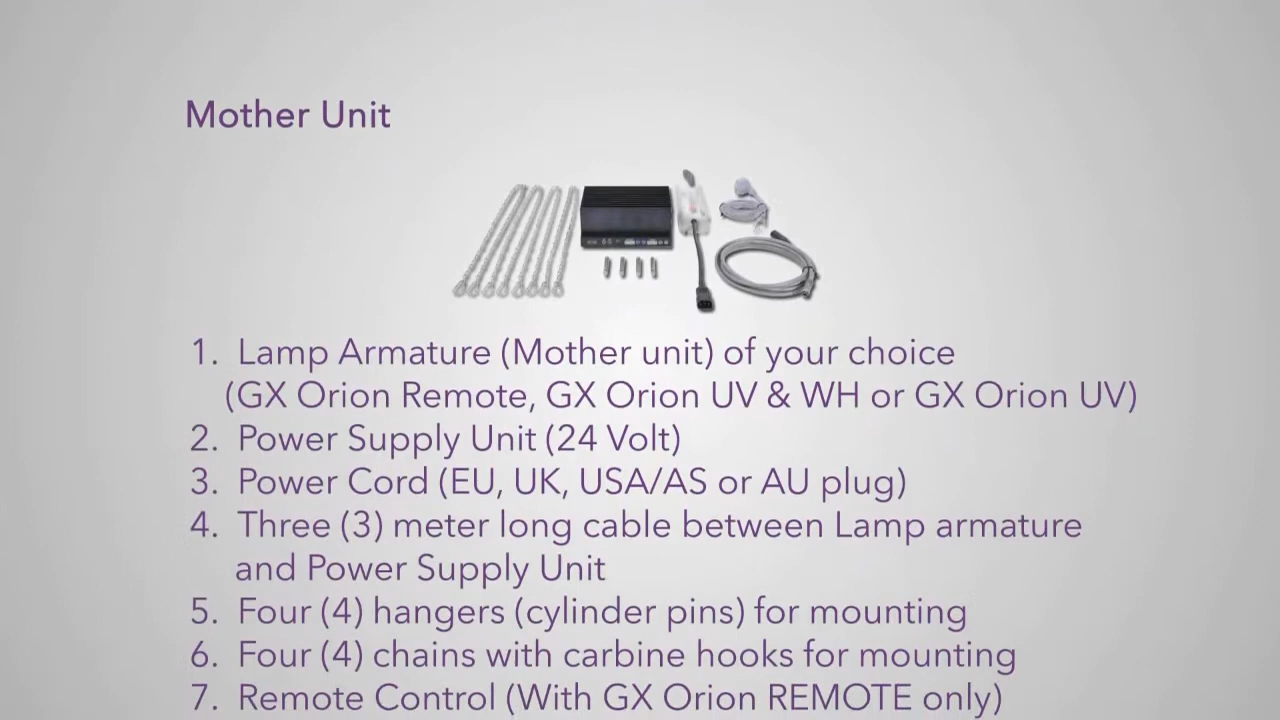 Mother Unit
1. Lamp Armature (Mother unit) of your choice
(GX Orion Remote, GX Orion UV & WH or GX Orion UV)
2. Power Supply Unit (24 Volt)
3. Power Cord (EU, UK, USA/AS or AU plug)
4. Three (3) meter long cable between Lamp armature
and Power Supply Unit
5. Four (4) hangers (cylinder pins) for mounting
6. Four (4) chains with carbine hooks for mounting
7. Remote Control (With GX Orion REMOTE only)